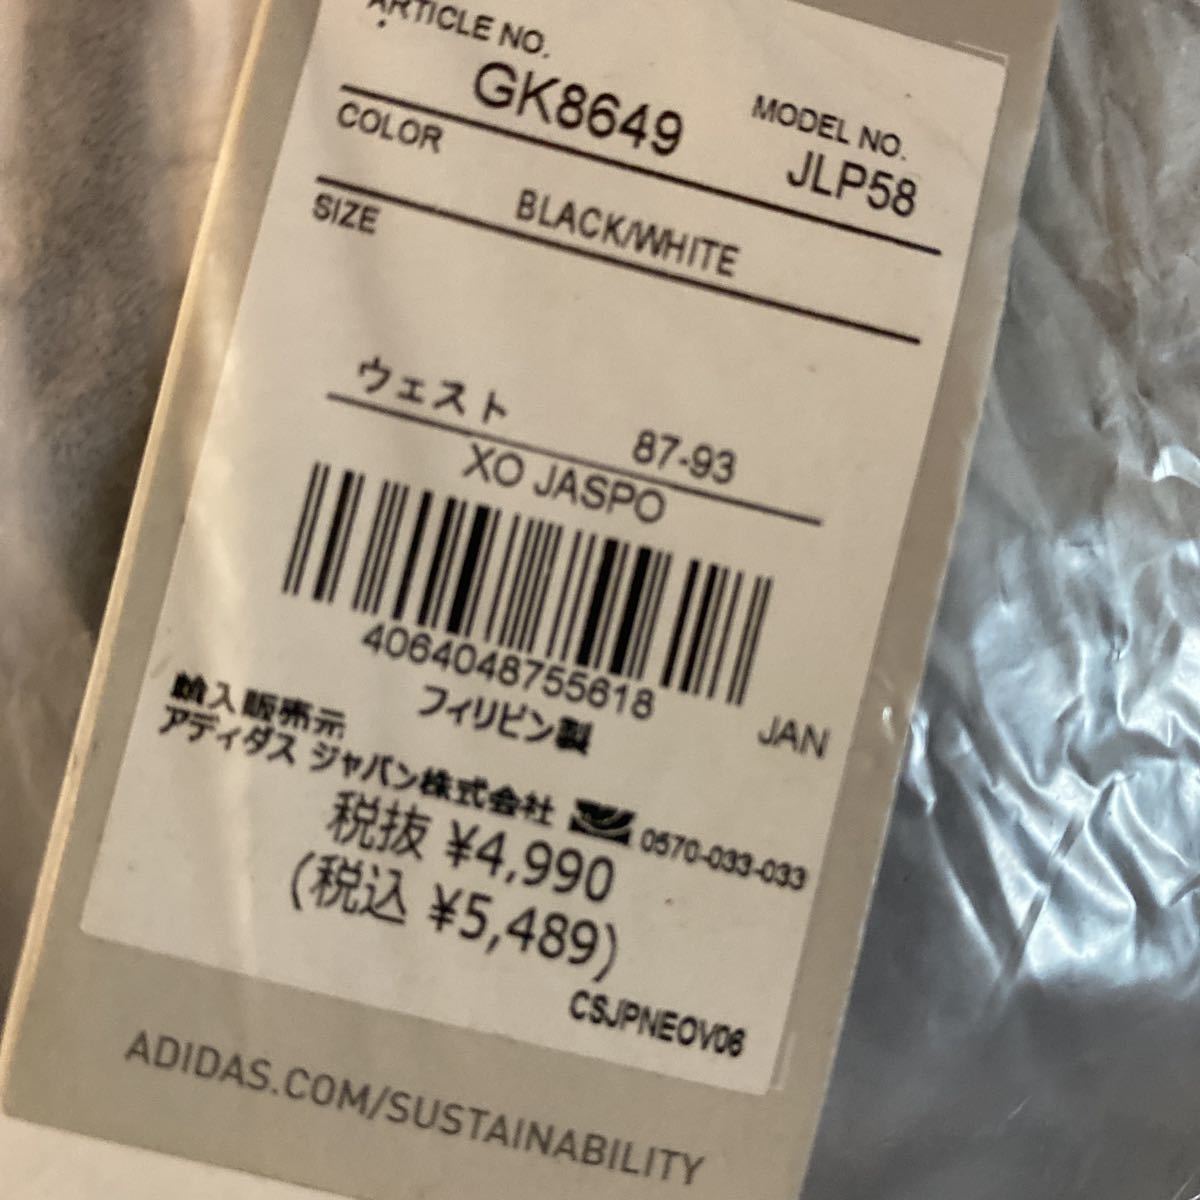 ARTICLE NO.
GK8649
MODEL NO.
JLP58
COLOR
BLACK/WHITE
SIZE
ウェスト 87-93
XO JASPO
4064048755618
JAN
フィリピン製
輸入販売元
アディダス ジャパン株式会社 0570-033-033
税抜 ¥4,990
(税込 ¥5,489)
CSJPNEOV06
ADIDAS.COM/SUSTAINABILITY